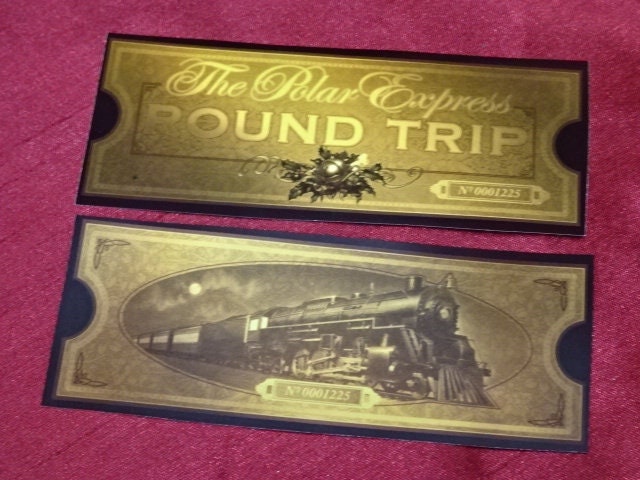 The Polar Express
ROUND TRIP
Nº 0001225
Nº 0001225